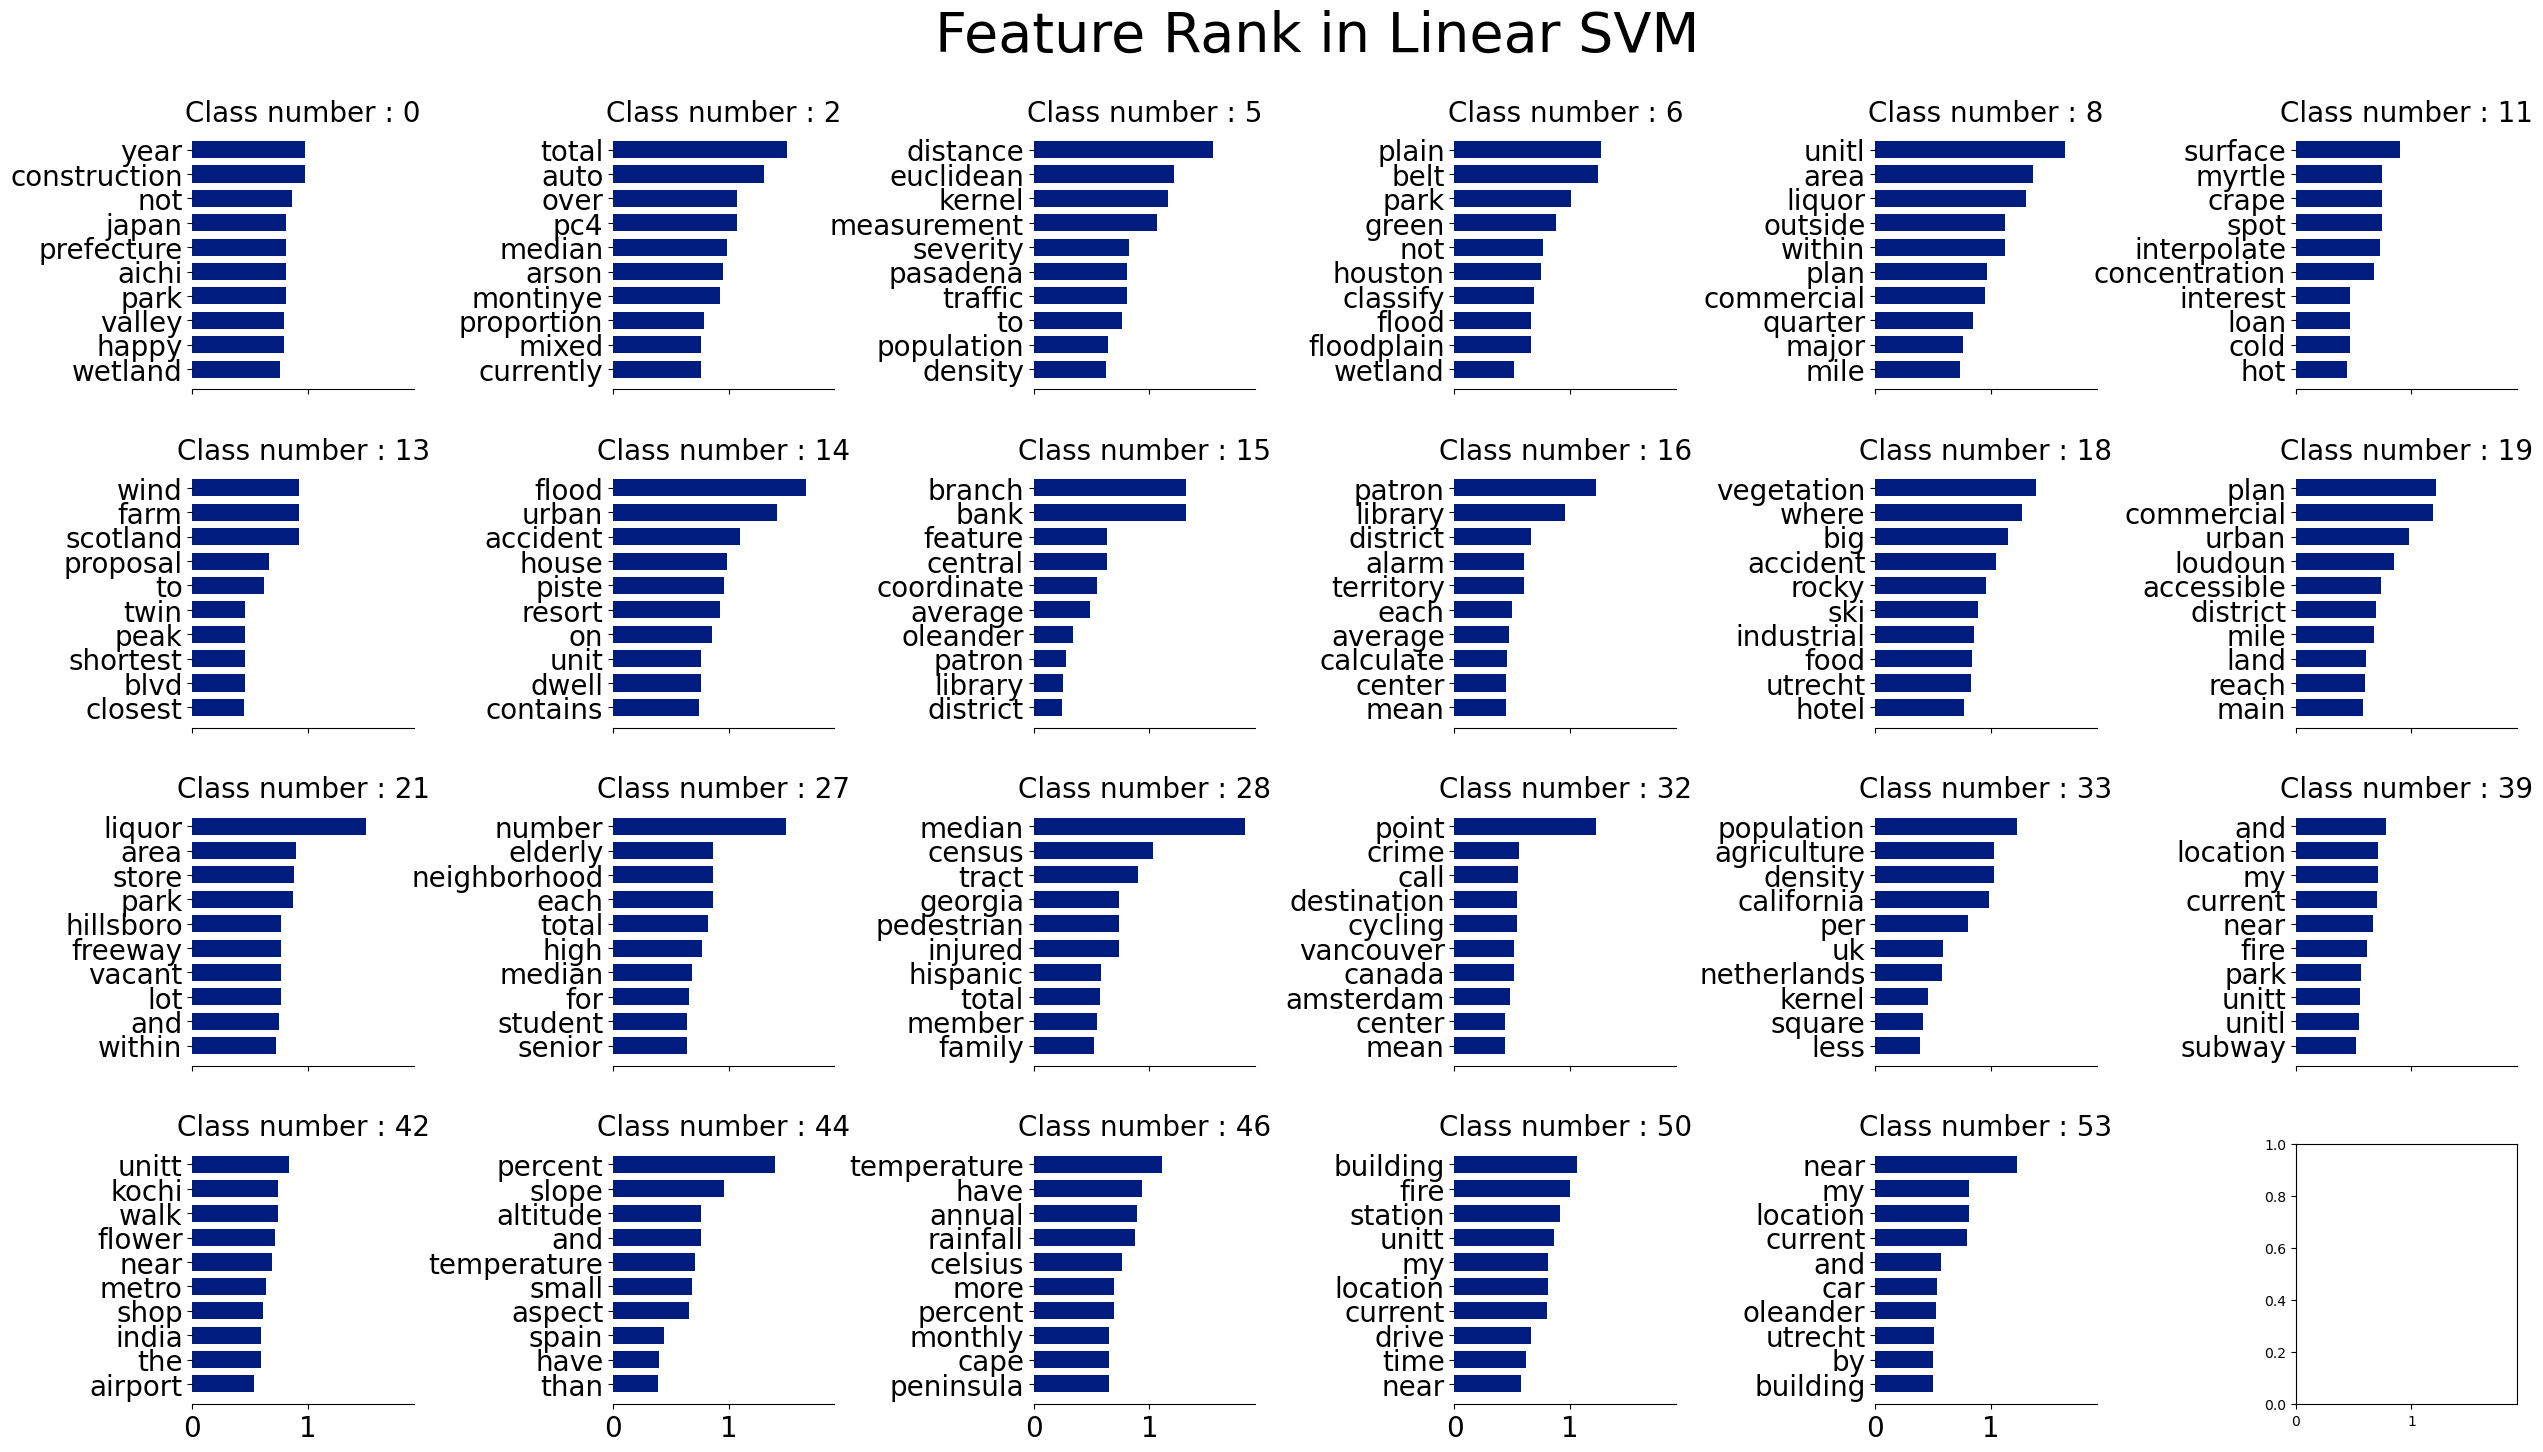 Feature Rank in Linear SVM
Class number : 0
year
construction
not
japan
prefecture
aichi
park
valley
happy
wetland
Class number : 2
total
auto
over
pc4
median
arson
montinye
proportion
mixed
currently
Class number : 5
distance
euclidean
kernel
measurement
severity
pasadena
traffic
to
population
density
Class number : 6
plain
belt
park
green
not
houston
classify
flood
floodplain
wetland
Class number : 8
unitl
area
liquor
outside
within
plan
commercial
quarter
major
mile
Class number : 11
surface
myrtle
crape
spot
interpolate
concentration
interest
loan
cold
hot
Class number : 13
wind
farm
scotland
proposal
to
twin
peak
shortest
blvd
closest
Class number : 14
flood
urban
accident
house
piste
resort
on
unit
dwell
contains
Class number : 15
branch
bank
feature
central
coordinate
average
oleander
patron
library
district
Class number : 16
patron
library
district
alarm
territory
each
average
calculate
center
mean
Class number : 18
vegetation
where
big
accident
rocky
ski
industrial
food
utrecht
hotel
Class number : 19
plan
commercial
urban
loudoun
accessible
district
mile
land
reach
main
Class number : 21
liquor
area
store
park
hillsboro
freeway
vacant
lot
and
within
Class number : 27
number
elderly
neighborhood
each
total
high
median
for
student
senior
Class number : 28
median
census
tract
georgia
pedestrian
injured
hispanic
total
member
family
Class number : 32
point
crime
call
destination
cycling
vancouver
canada
amsterdam
center
mean
Class number : 33
population
agriculture
density
california
per
uk
netherlands
kernel
square
less
Class number : 39
and
location
my
current
near
fire
park
unitt
unitl
subway
Class number : 42
unitt
kochi
walk
flower
near
metro
shop
india
the
airport
0 1
Class number : 44
percent
slope
altitude
and
temperature
small
aspect
spain
have
than
0 1
Class number : 46
temperature
have
annual
rainfall
celsius
more
percent
monthly
cape
peninsula
0 1
Class number : 50
building
fire
station
unitt
my
location
current
drive
time
near
0 1
Class number : 53
near
my
location
current
and
car
oleander
utrecht
by
building
0 1
1.0
0.8
0.6
0.4
0.2
0.0
0 1